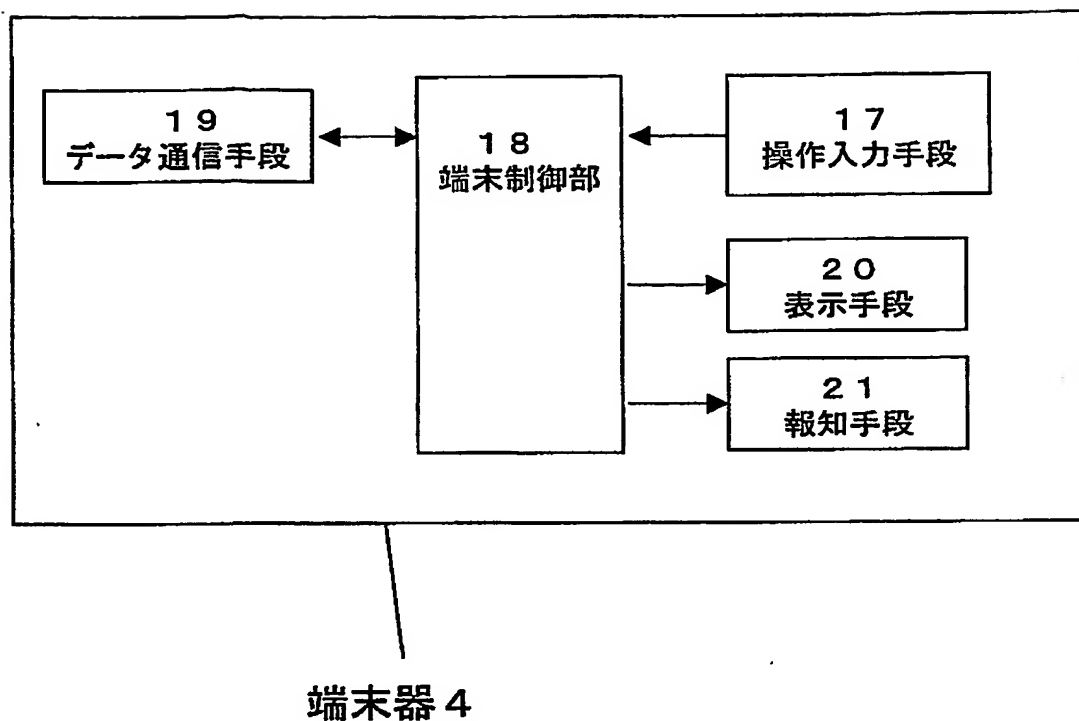 １９
データ通信手段
１８
端末制御部
１７
操作入力手段
２０
表示手段
２１
報知手段
端末器４